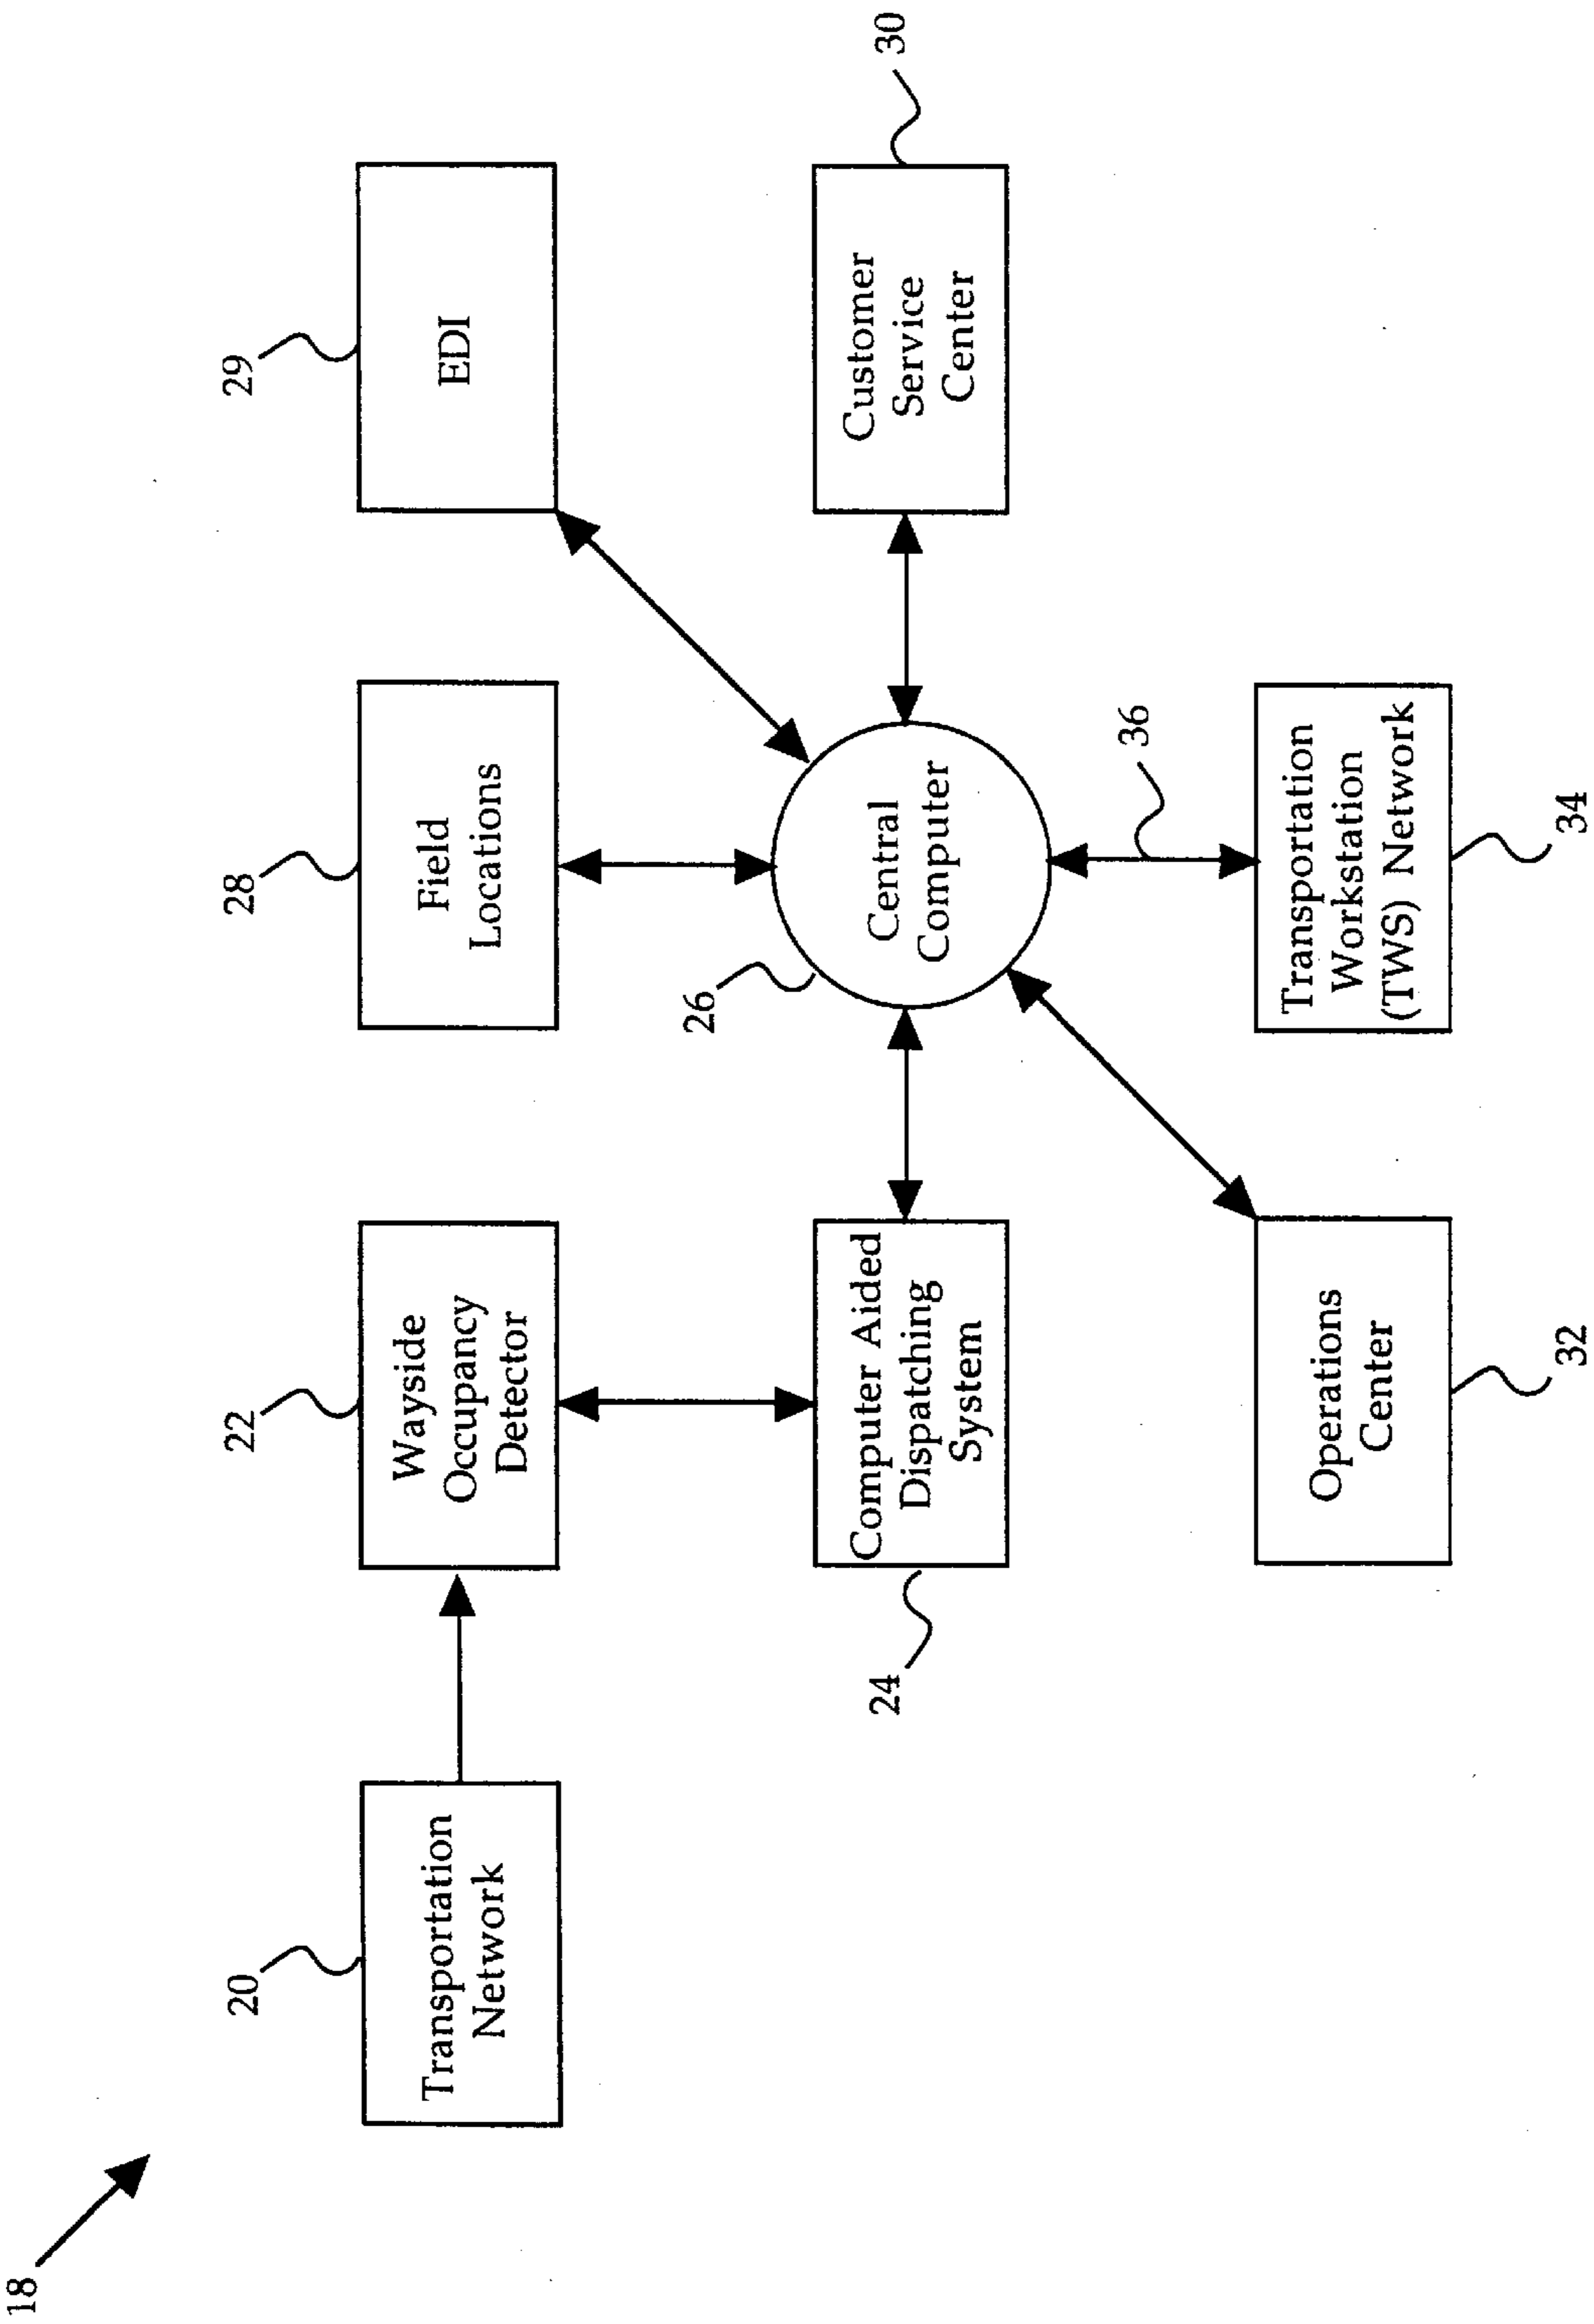 18
20
Transportation
Network
22
Wayside
Occupancy
Detector
28
Field
Locations
29
EDI
24
Computer Aided
Dispatching
System
26
Central
Computer
30
Customer
Service
Center
36
32
Operations
Center
34
Transportation
Workstation
(TWS) Network